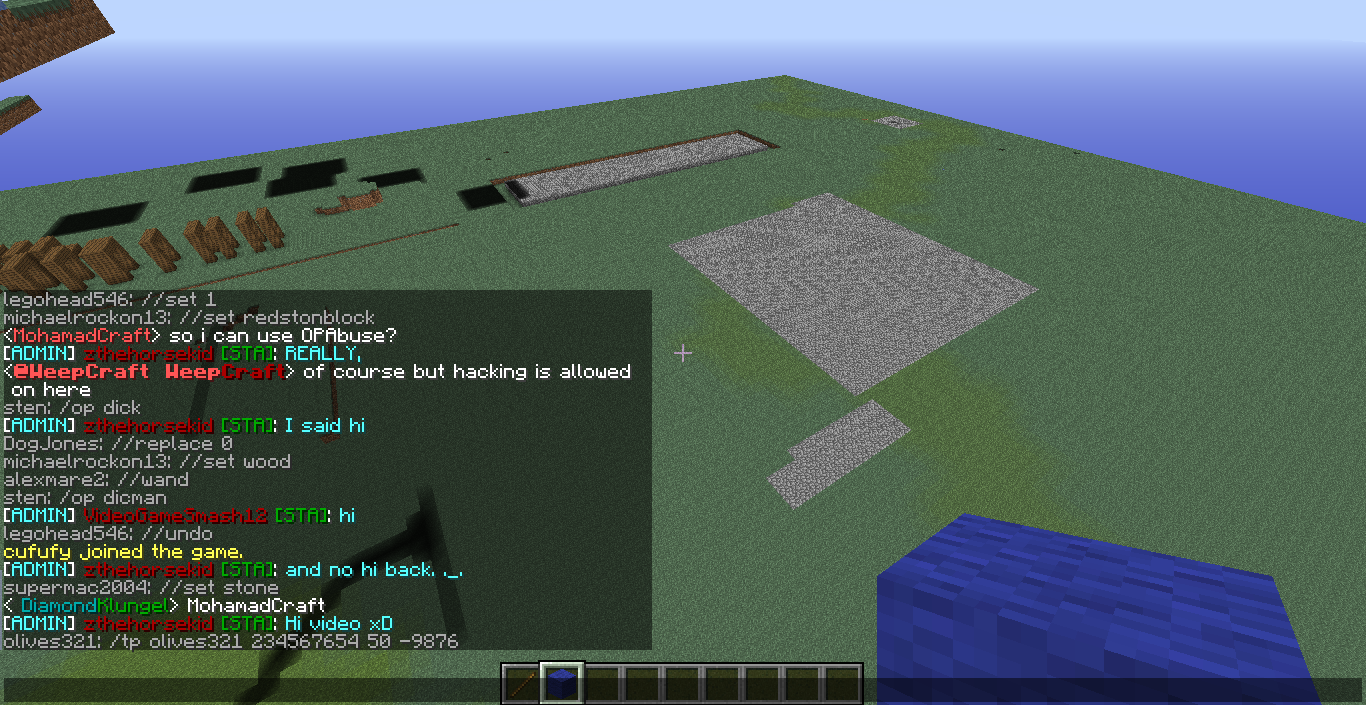 legohead546: //set 1
michaelrockon13: //set redstonblock
<MohamadCraft> so i can use OPAbuse?
[ADMIN] zthehorsekid [STA]: REALLY,
<@WeepCraft WeepCraft> of course but hacking is allowed
on here
sten: /op dick
[ADMIN] zthehorsekid [STA]: I said hi
DogJones: //replace 0
michaelrockon13: //set wood
alexmare2: //wand
sten: /op dicman
[ADMIN] VideoGameSmash12 [STA]: hi
legohead546: //undo
cufufy joined the game.
[ADMIN] zthehorsekid [STA]: and no hi back. ._.
supermac2004: //set stone
< DiamondKlungel> MohamadCraft
[ADMIN] zthehorsekid [STA]: Hi video xD
olives321: /tp olives321 234567654 50 -9876